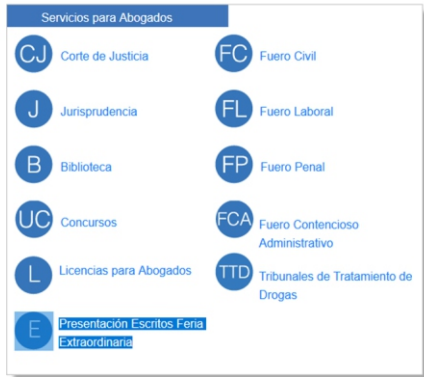 Servicios para Abogados
CJ Corte de Justicia
FC Fuero Civil
J Jurisprudencia
FL Fuero Laboral
B Biblioteca
FP Fuero Penal
UC Concursos
FCA Fuero Contencioso
Administrativo
L Licencias para Abogados
TTD Tribunales de Tratamiento de
Drogas
E Presentación Escritos Feria
Extraordinaria